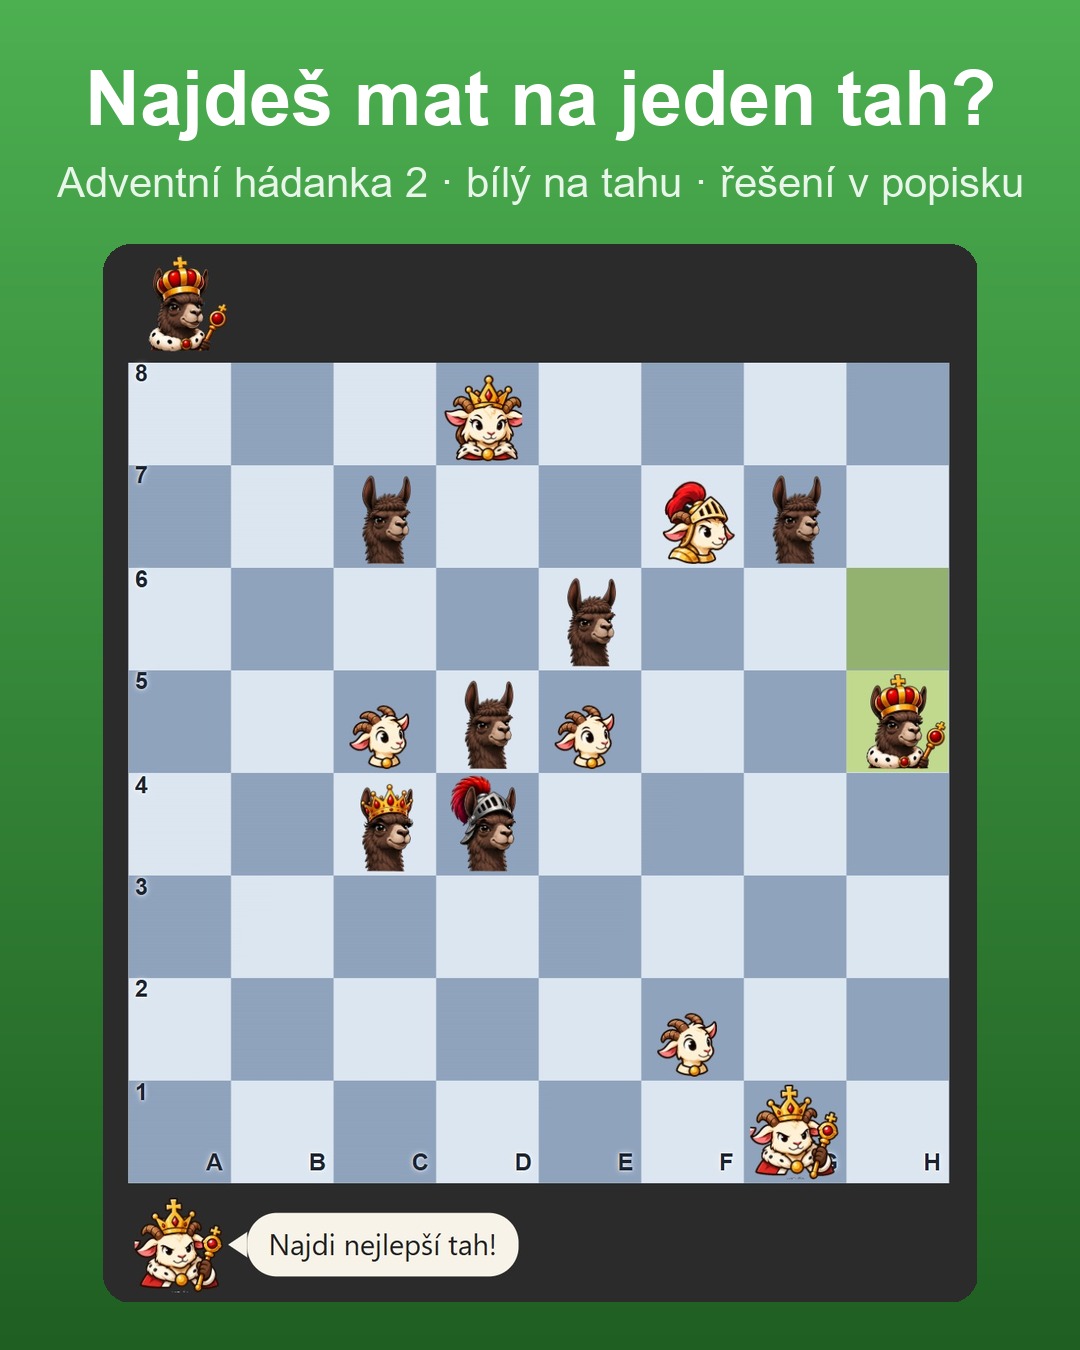 Najdeš mat na jeden tah?
Adventní hádanka 2 · bílý na tahu · řešení v popisku
8
7
6
5
4
3
2
1
A B C D E F G H
Najdi nejlepší tah!